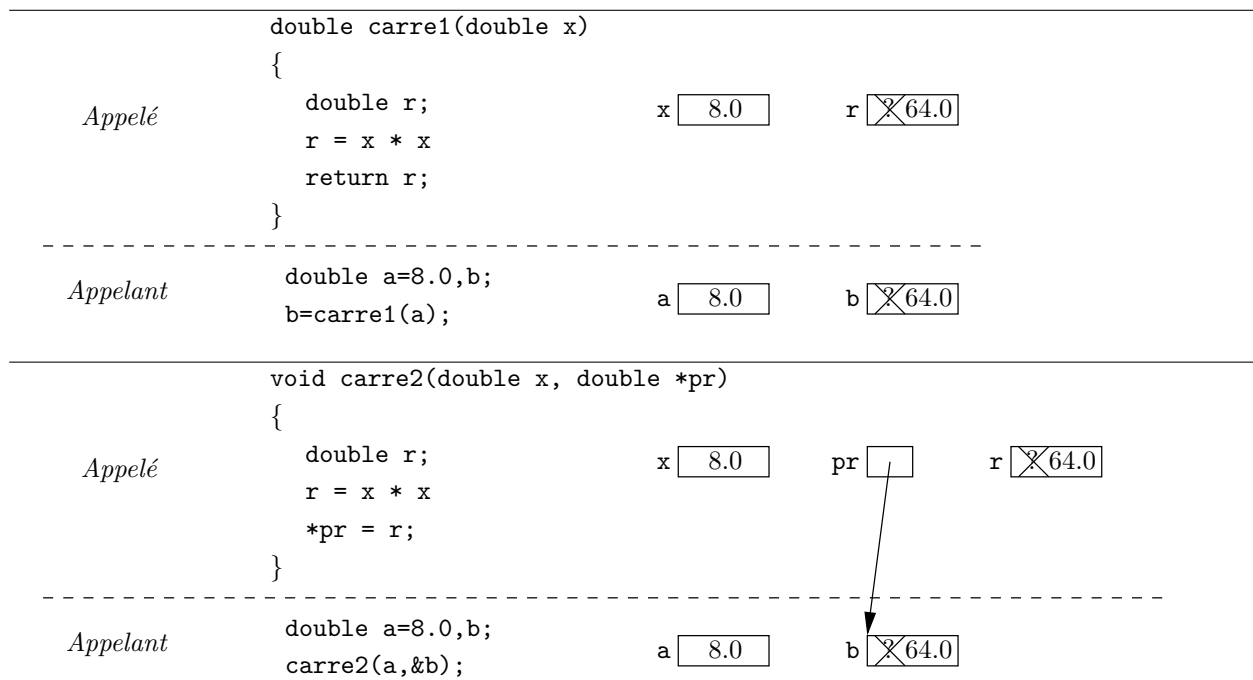 double carre1(double x)
{
double r;
Appelé x 8.0 r ? 64.0
r = x * x
return r;
}
double a=8.0,b;
Appelant a 8.0 b ? 64.0
b=carre1(a);
void carre2(double x, double *pr)
{
double r;
Appelé x 8.0 pr r ? 64.0
r = x * x
*pr = r;
}
double a=8.0,b;
Appelant a 8.0 b ? 64.0
carre2(a,&b);